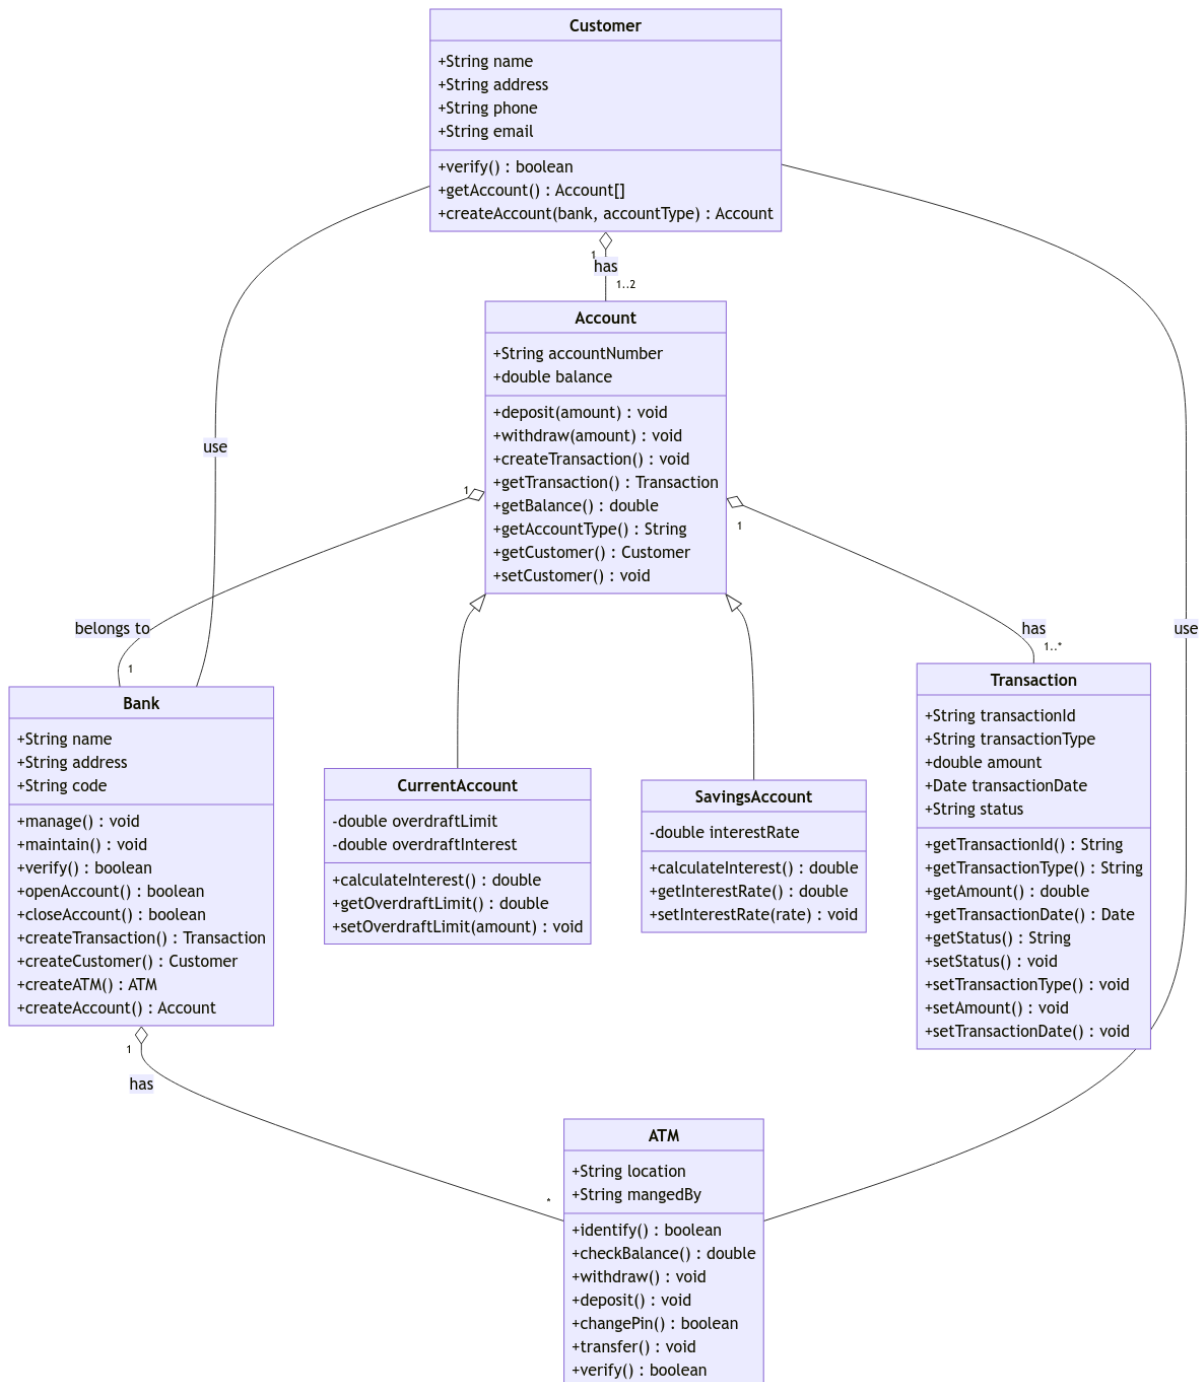 Customer
+String name
+String address
+String phone
+String email
+verify() : boolean
+getAccount() : Account[]
+createAccount(bank, accountType) : Account
1
has
1..2
Account
+String accountNumber
+double balance
+deposit(amount) : void
+withdraw(amount) : void
+createTransaction() : void
+getTransaction() : Transaction
+getBalance() : double
+getAccountType() : String
+getCustomer() : Customer
+setCustomer() : void
use
1
1
belongs to
1
has
1..*
use
Bank
+String name
+String address
+String code
+manage() : void
+maintain() : void
+verify() : boolean
+openAccount() : boolean
+closeAccount() : boolean
+createTransaction() : Transaction
+createCustomer() : Customer
+createATM() : ATM
+createAccount() : Account
CurrentAccount
-double overdraftLimit
-double overdraftInterest
+calculateInterest() : double
+getOverdraftLimit() : double
+setOverdraftLimit(amount) : void
SavingsAccount
-double interestRate
+calculateInterest() : double
+getInterestRate() : double
+setInterestRate(rate) : void
Transaction
+String transactionId
+String transactionType
+double amount
+Date transactionDate
+String status
+getTransactionId() : String
+getTransactionType() : String
+getAmount() : double
+getTransactionDate() : Date
+getStatus() : String
+setStatus() : void
+setTransactionType() : void
+setAmount() : void
+setTransactionDate() : void
1
has
*
ATM
+String location
+String mangedBy
+identify() : boolean
+checkBalance() : double
+withdraw() : void
+deposit() : void
+changePin() : boolean
+transfer() : void
+verify() : boolean